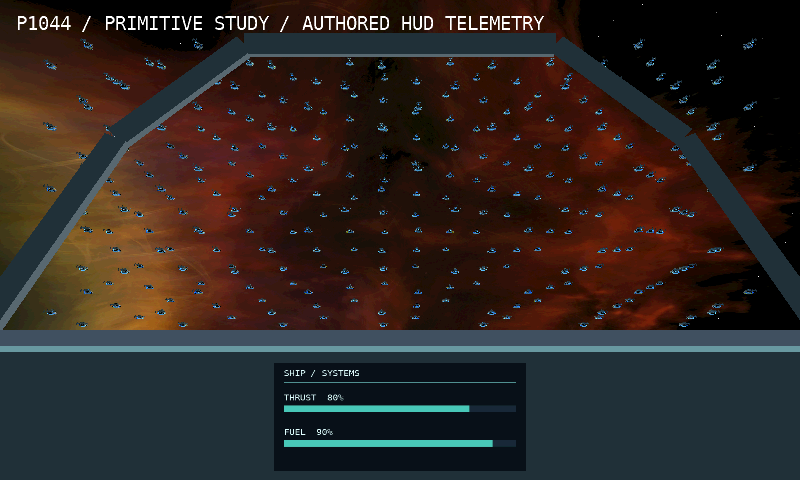 P1044 / PRIMITIVE STUDY / AUTHORED HUD TELEMETRY
SHIP / SYSTEMS
THRUST 80%
FUEL 90%